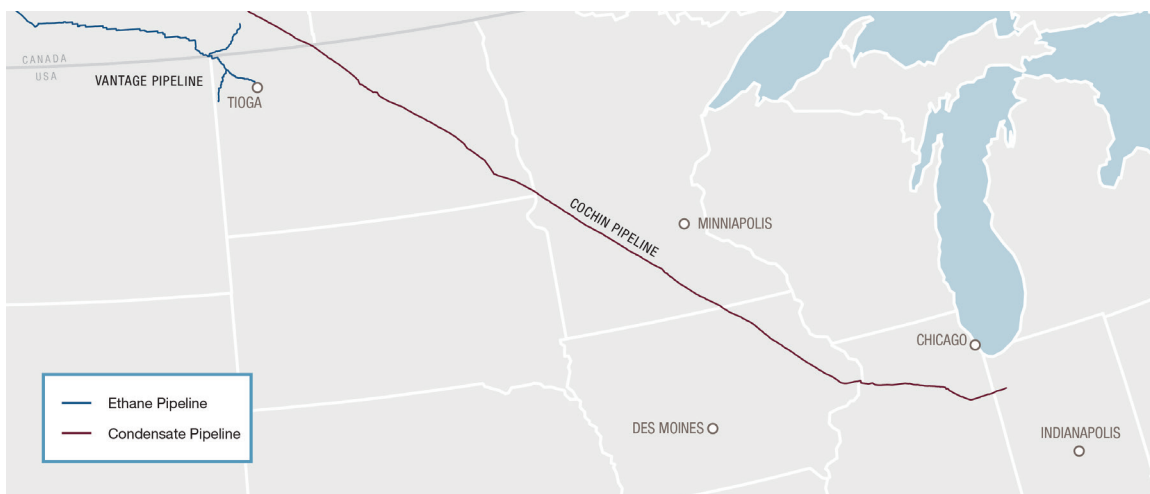 CANADA
USA
VANTAGE PIPELINE
TIOGA
COCHIN PIPELINE
MINNIAPOLIS
CHICAGO
DES MOINES
INDIANAPOLIS
Ethane Pipeline
Condensate Pipeline